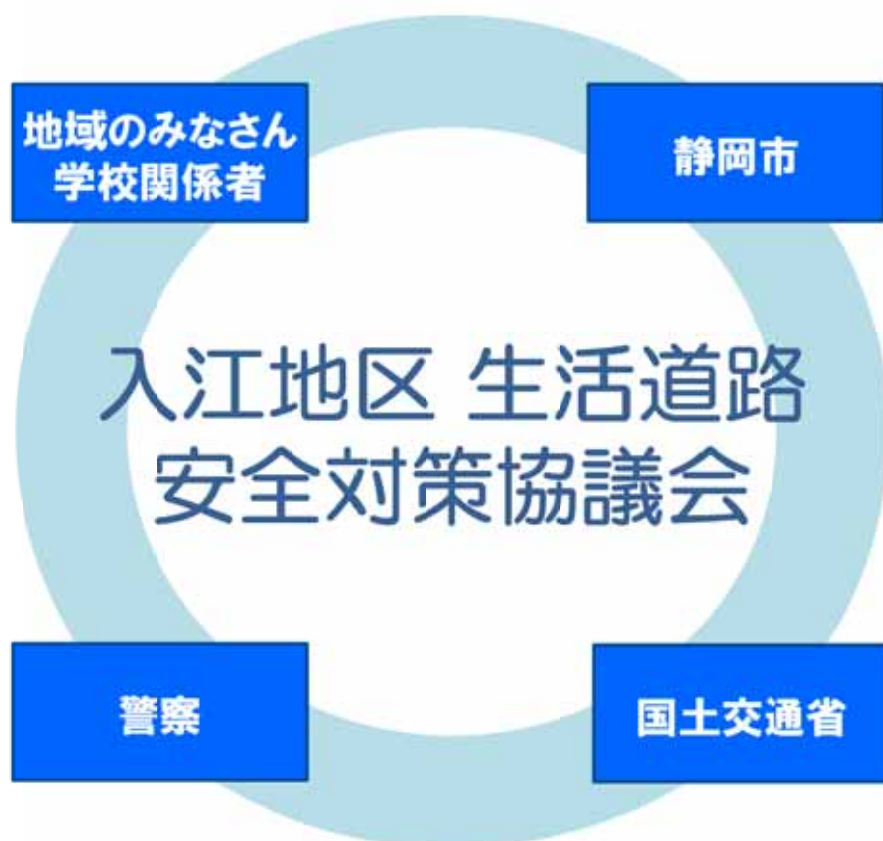 地域のみなさん
学校関係者
静岡市
入江地区 生活道路
安全対策協議会
警察
国土交通省